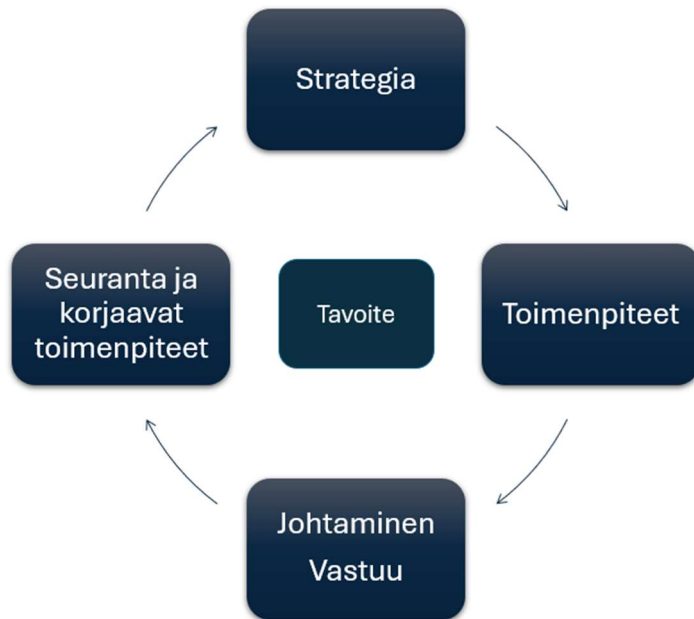 Strategia
Seuranta ja
korjaavat
toimenpiteet
Tavoite
Toimenpiteet
Johtaminen
Vastuu